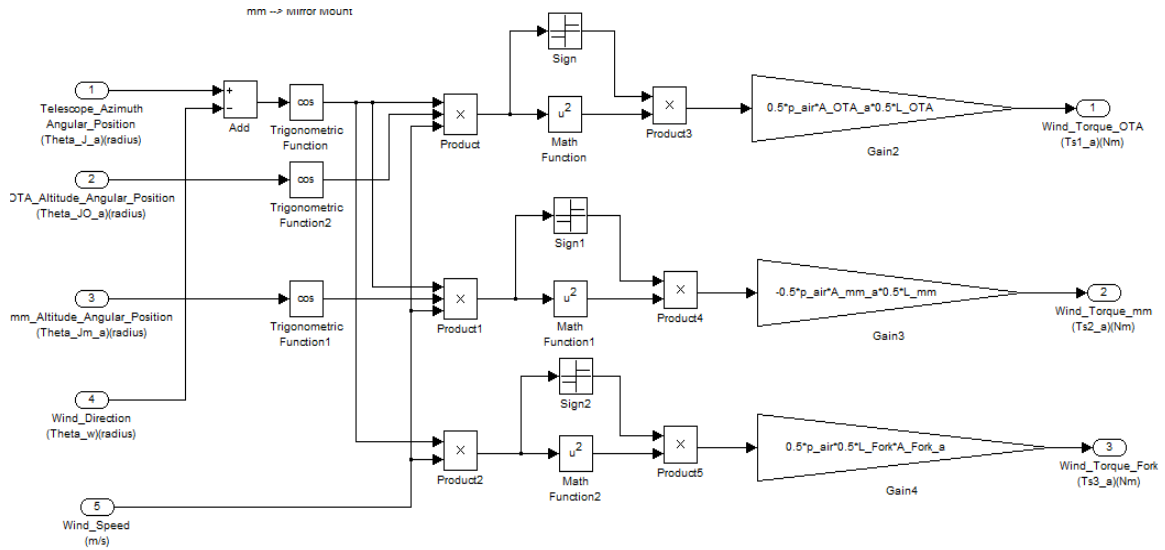 mm --> Mirror Mount
Sign
1
Telescope_Azimuth
Angular_Position
(Theta_J_a)(radius)
+
−
Add
cos
Trigonometric
Function
×
Product
u²
Math
Function
×
Product3
0.5*p_air*A_OTA_a*0.5*L_OTA
Gain2
1
Wind_Torque_OTA
(Ts1_a)(Nm)
2
OTA_Altitude_Angular_Position
(Theta_JO_a)(radius)
cos
Trigonometric
Function2
Sign1
3
mm_Altitude_Angular_Position
(Theta_Jm_a)(radius)
cos
Trigonometric
Function1
×
Product1
u²
Math
Function1
×
Product4
-0.5*p_air*A_mm_a*0.5*L_mm
Gain3
2
Wind_Torque_mm
(Ts2_a)(Nm)
4
Wind_Direction
(Theta_w)(radius)
Sign2
×
Product2
u²
Math
Function2
×
Product5
0.5*p_air*0.5*L_Fork*A_Fork_a
Gain4
3
Wind_Torque_Fork
(Ts3_a)(Nm)
5
Wind_Speed
(m/s)